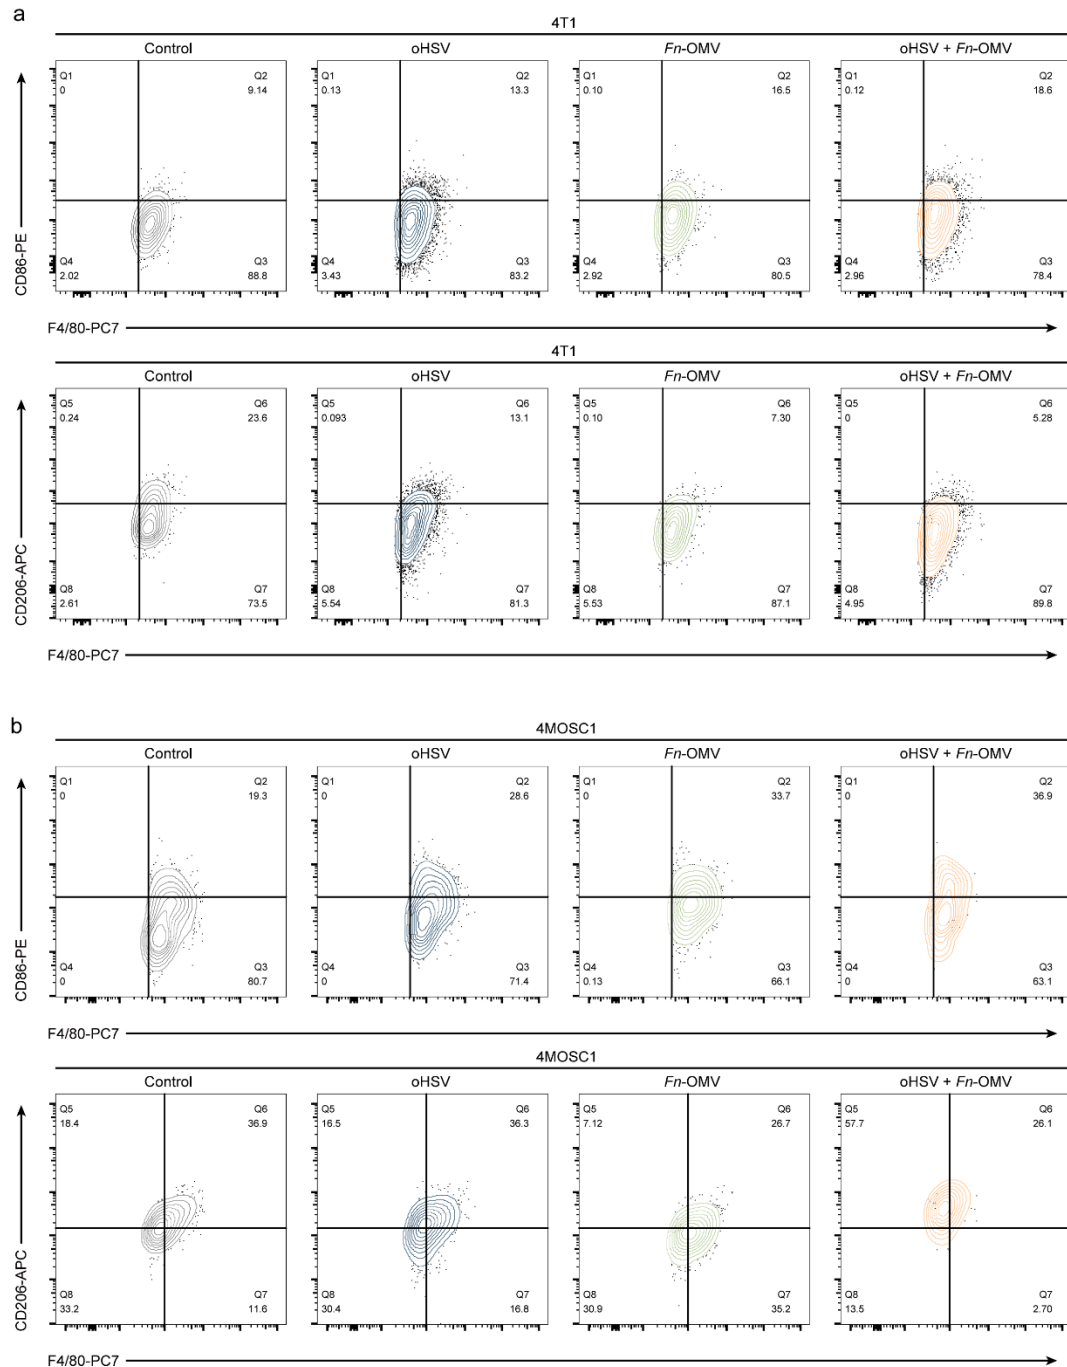 a
4T1
Control
oHSV
Fn-OMV
oHSV + Fn-OMV
CD86-PE
Q1
0
Q2
9.14
Q4
2.02
Q3
88.8
Q1
0.13
Q2
13.3
Q4
3.43
Q3
83.2
Q1
0.10
Q2
16.5
Q4
2.92
Q3
80.5
Q1
0.12
Q2
18.6
Q4
2.96
Q3
78.4
F4/80-PC7
4T1
Control
oHSV
Fn-OMV
oHSV + Fn-OMV
CD206-APC
Q5
0.24
Q6
23.6
Q8
2.61
Q7
73.5
Q5
0.093
Q6
13.1
Q8
5.54
Q7
81.3
Q5
0.10
Q6
7.30
Q8
5.53
Q7
87.1
Q5
0
Q6
5.28
Q8
4.95
Q7
89.8
F4/80-PC7
b
4MOSC1
Control
oHSV
Fn-OMV
oHSV + Fn-OMV
CD86-PE
Q1
0
Q2
19.3
Q4
0
Q3
80.7
Q1
0
Q2
28.6
Q4
0
Q3
71.4
Q1
0
Q2
33.7
Q4
0.13
Q3
66.1
Q1
0
Q2
36.9
Q4
0
Q3
63.1
F4/80-PC7
4MOSC1
Control
oHSV
Fn-OMV
oHSV + Fn-OMV
CD206-APC
Q5
18.4
Q6
36.9
Q8
33.2
Q7
11.6
Q5
16.5
Q6
36.3
Q8
30.4
Q7
16.8
Q5
7.12
Q6
26.7
Q8
30.9
Q7
35.2
Q5
57.7
Q6
26.1
Q8
13.5
Q7
2.70
F4/80-PC7